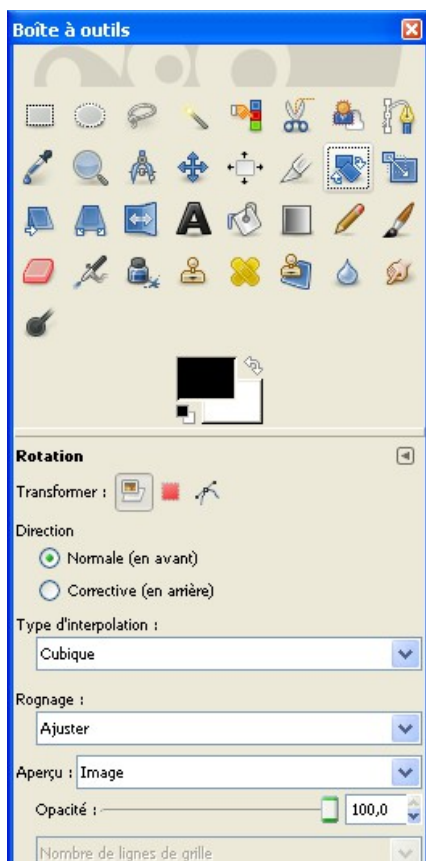 Boîte à outils
Rotation
Transformer :
Direction
Normale (en avant)
Corrective (en arrière)
Type d'interpolation :
Cubique
Rognage :
Ajuster
Aperçu : Image
Opacité : 100,0
Nombre de lignes de grille